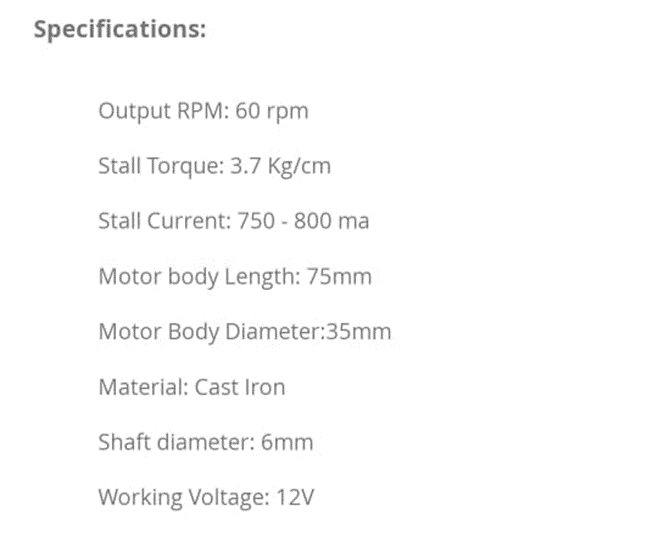 Specifications:
Output RPM: 60 rpm
Stall Torque: 3.7 Kg/cm
Stall Current: 750 - 800 ma
Motor body Length: 75mm
Motor Body Diameter:35mm
Material: Cast Iron
Shaft diameter: 6mm
Working Voltage: 12V